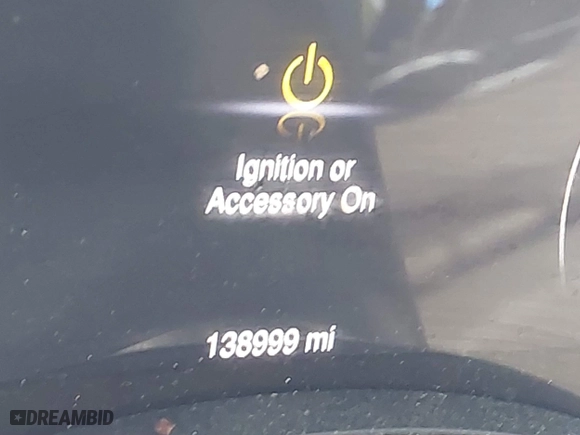 Ignition or
Accessory On
138999 mi
DREAMBID